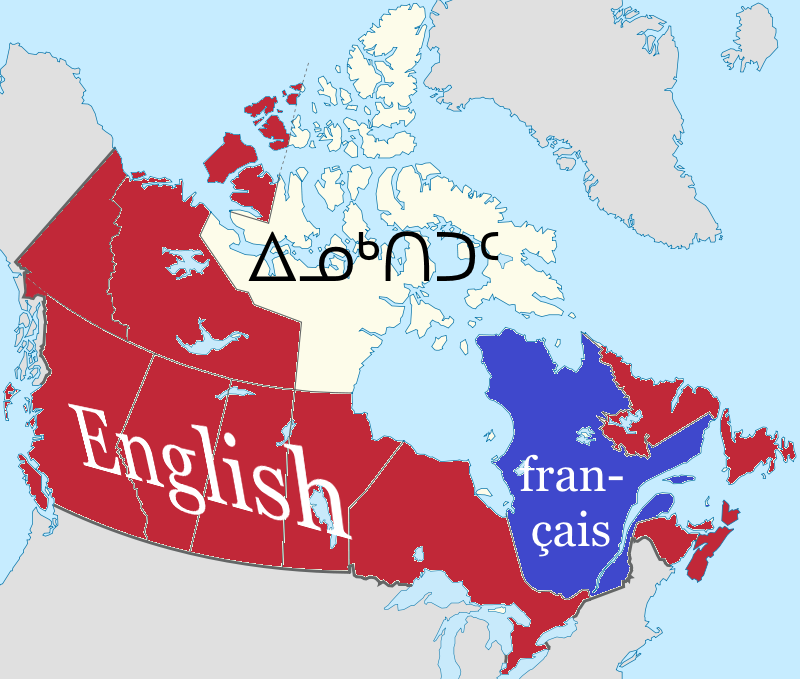 ᐃᓄᒃᑎᑐᑦ
English
fran-
çais